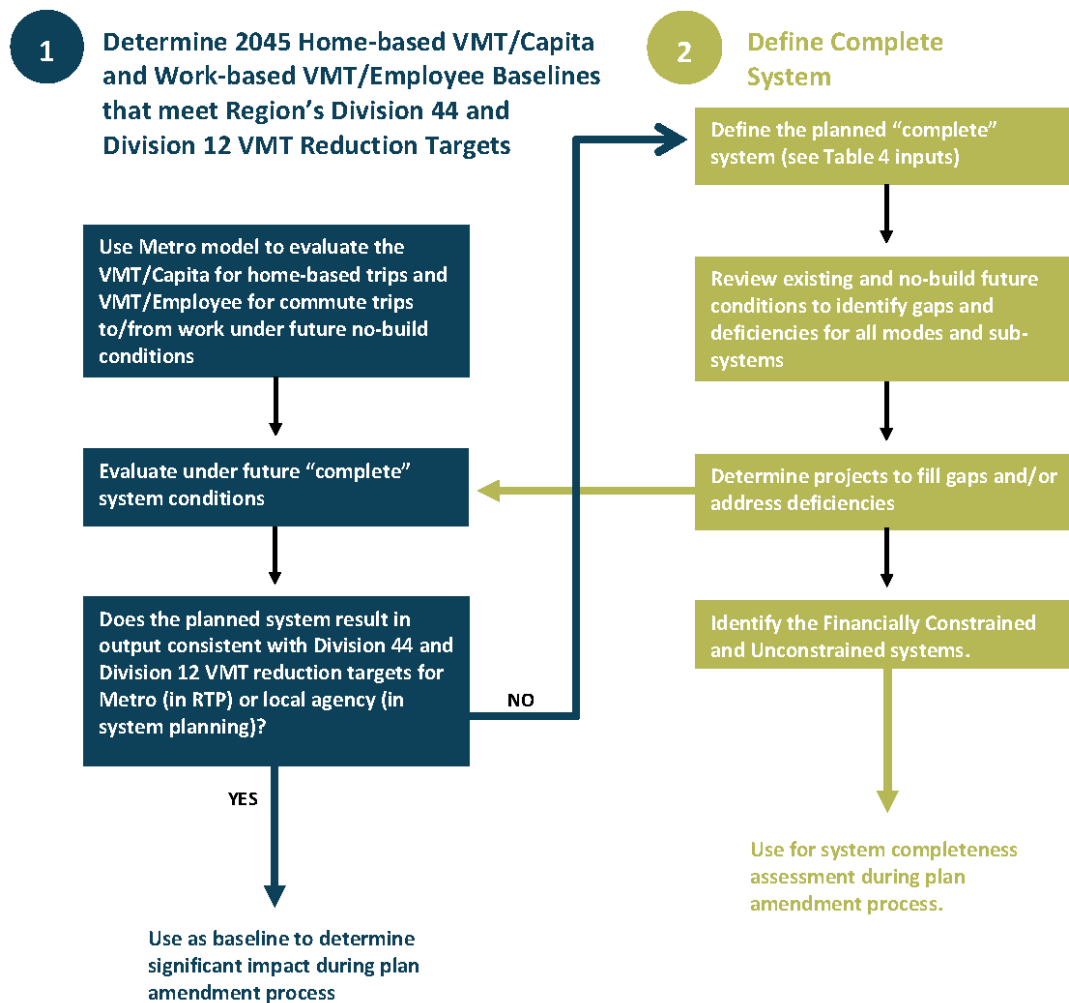 1
Determine 2045 Home-based VMT/Capita
and Work-based VMT/Employee Baselines
that meet Region's Division 44 and
Division 12 VMT Reduction Targets
Use Metro model to evaluate the
VMT/Capita for home-based trips and
VMT/Employee for commute trips
to/from work under future no-build
conditions
Evaluate under future “complete”
system conditions
Does the planned system result in
output consistent with Division 44 and
Division 12 VMT reduction targets for
Metro (in RTP) or local agency (in
system planning)?
NO
YES
Use as baseline to determine
significant impact during plan
amendment process
2
Define Complete
System
Define the planned “complete”
system (see Table 4 inputs)
Review existing and no-build future
conditions to identify gaps and
deficiencies for all modes and sub-
systems
Determine projects to fill gaps and/or
address deficiencies
Identify the Financially Constrained
and Unconstrained systems.
Use for system completeness
assessment during plan
amendment process.